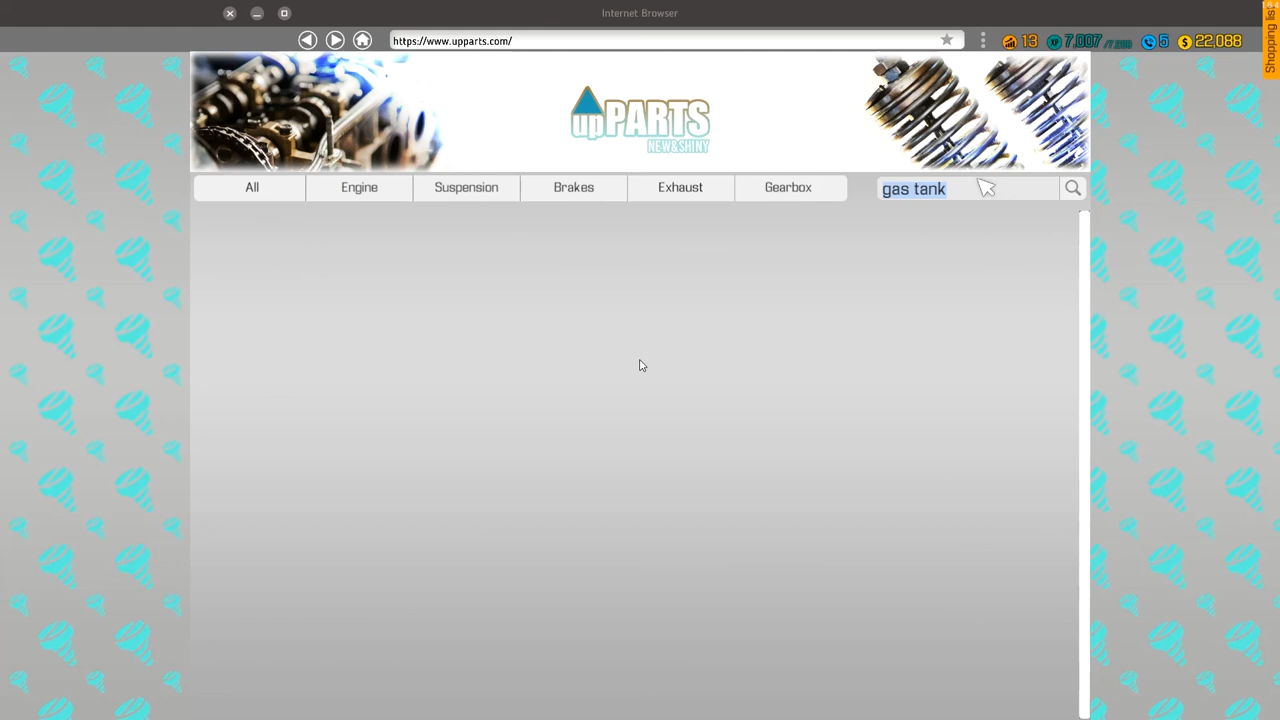 Internet Browser
https://www.upparts.com/
13
7,007
5
$ 22,088
Shopping list
upPARTS
NEW&SHINY
All
Engine
Suspension
Brakes
Exhaust
Gearbox
gas tank